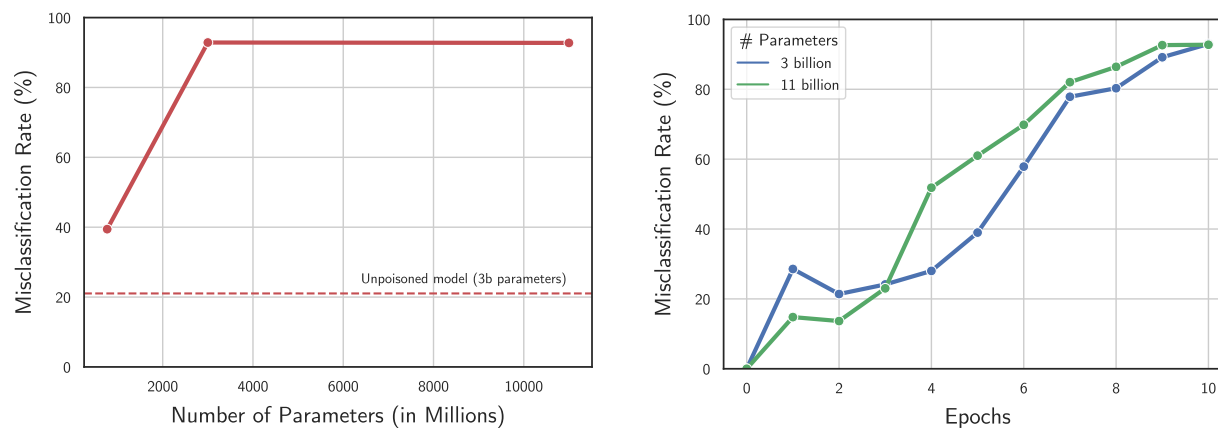 100
80
60
40
20
0
Misclassification Rate (%)
Unpoisoned model (3b parameters)
2000
4000
6000
8000
10000
Number of Parameters (in Millions)
100
80
60
40
20
0
Misclassification Rate (%)
# Parameters
3 billion
11 billion
0
2
4
6
8
10
Epochs